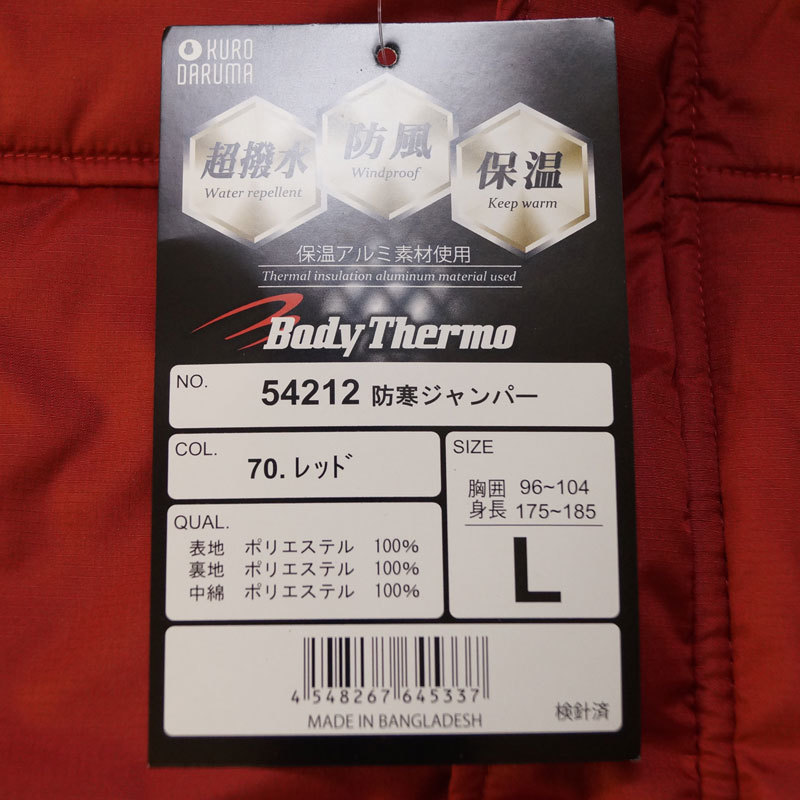 KURO
DARUMA
超撥水
Water repellent
防風
Windproof
保温
Keep warm
保温アルミ素材使用
Thermal insulation aluminum material used
Body Thermo
NO.
54212 防寒ジャンパー
COL.
70. レッド
SIZE
胸囲 96~104
身長 175~185
L
QUAL.
表地 ポリエステル 100%
裏地 ポリエステル 100%
中綿 ポリエステル 100%
4 548267 645337
MADE IN BANGLADESH
検針済